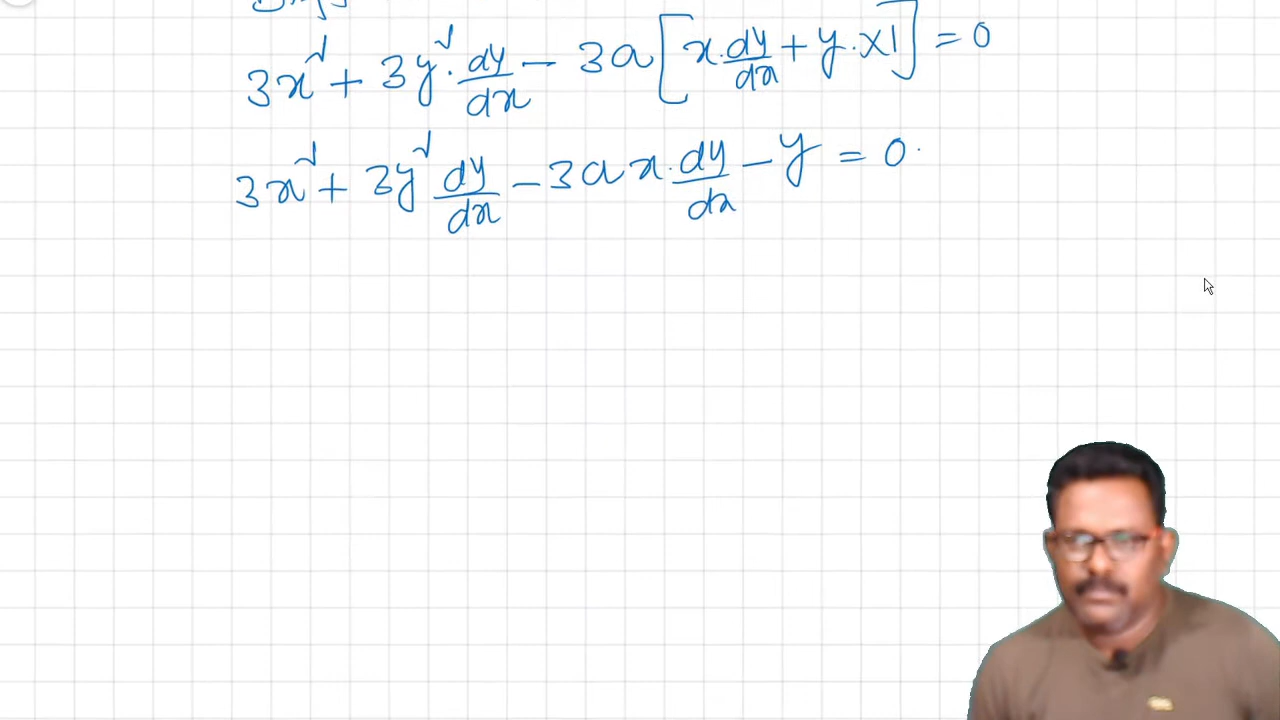 3x² + 3y² · dy/dx − 3a [x · dy/dx + y · x1] = 0
3x² + 3y² dy/dx − 3ax · dy/dx − y = 0 ·